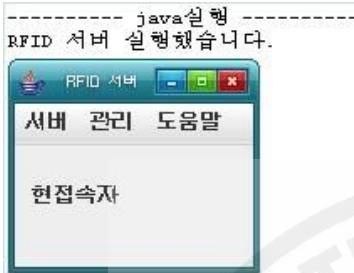 ---------- java실행 ----------
RFID 서버 실행했습니다.
RFID 서버
서버 관리 도움말
현접속자